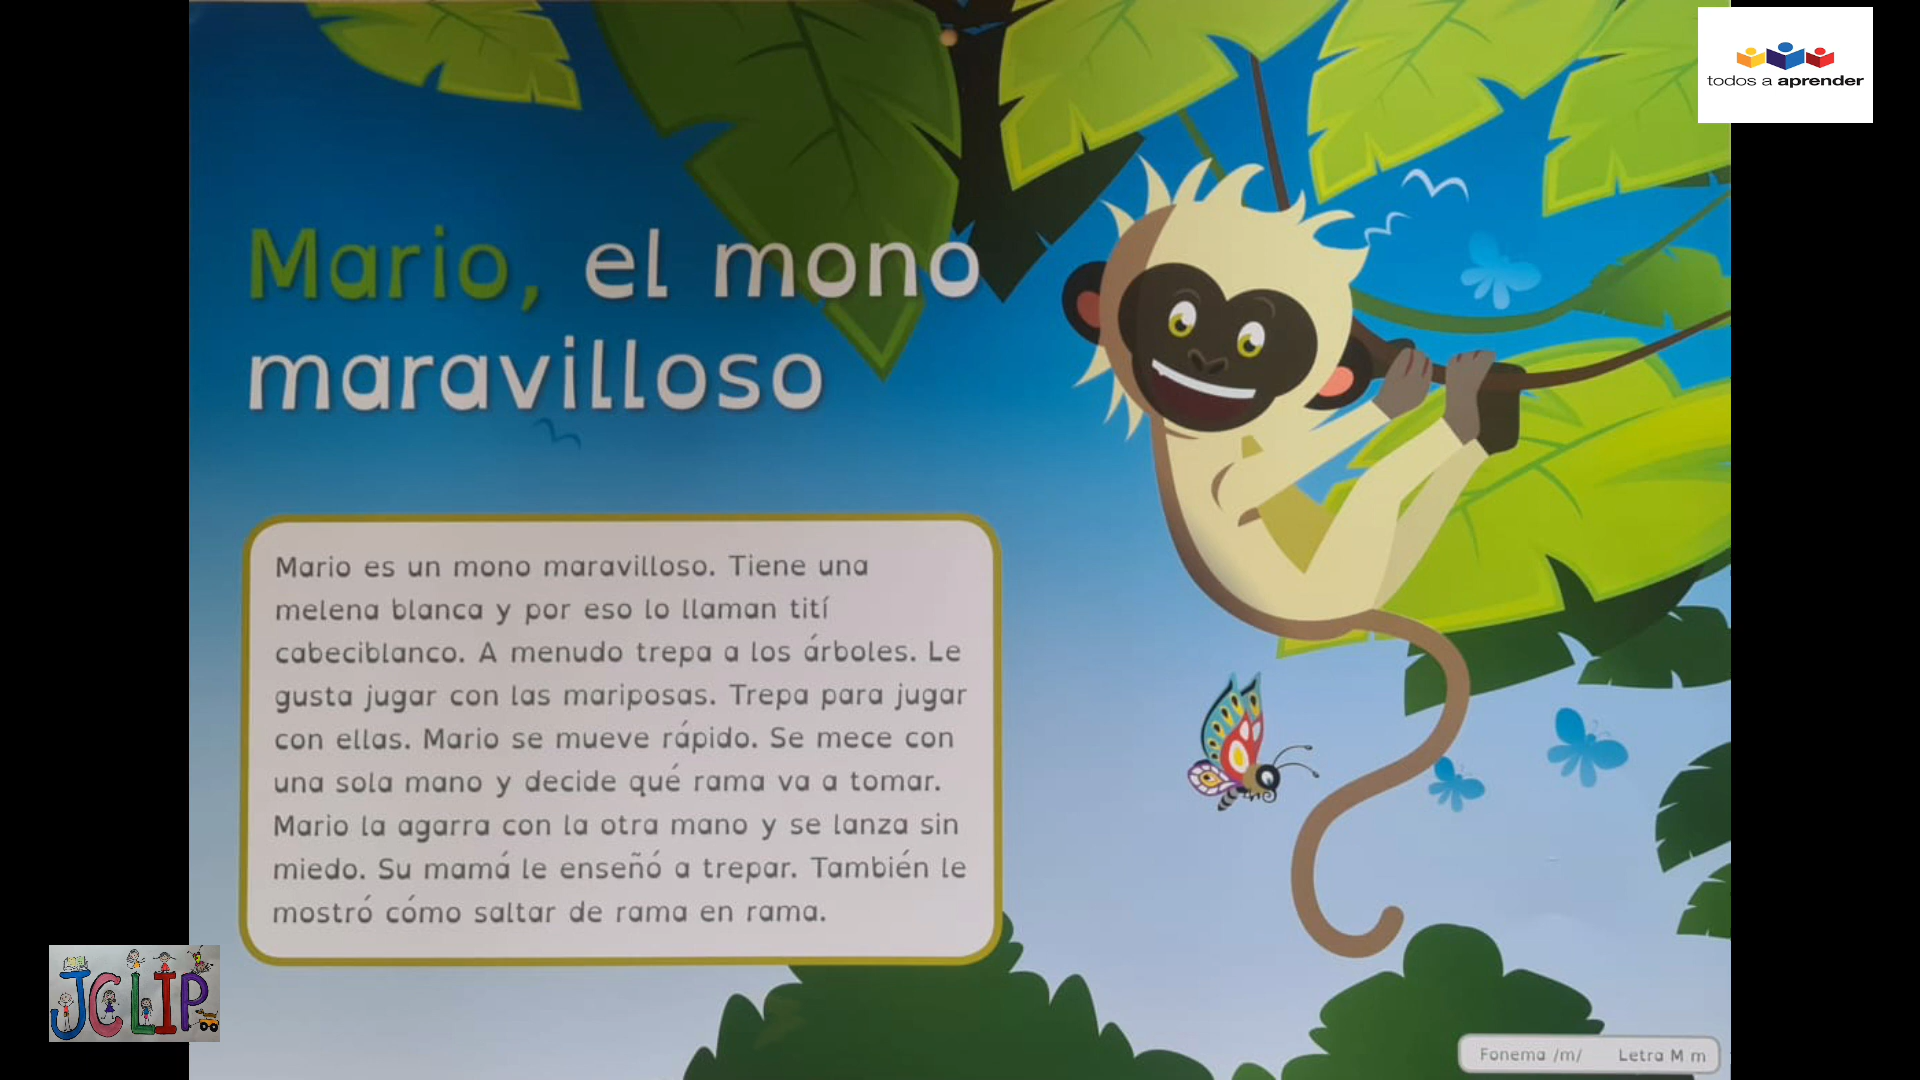 todos a aprender
Mario, el mono
maravilloso
Mario es un mono maravilloso. Tiene una
melena blanca y por eso lo llaman tití
cabeciblanco. A menudo trepa a los árboles. Le
gusta jugar con las mariposas. Trepa para jugar
con ellas. Mario se mueve rápido. Se mece con
una sola mano y decide qué rama va a tomar.
Mario la agarra con la otra mano y se lanza sin
miedo. Su mamá le enseñó a trepar. También le
mostró cómo saltar de rama en rama.
JCLIP
Fonema /m/ Letra M m